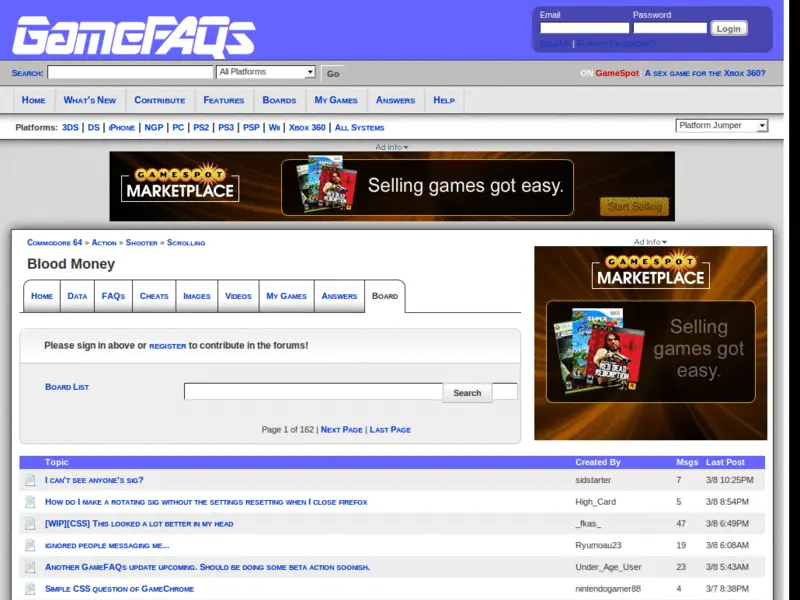 GameFAQs
Email Password
Login
Sign Up | Forgot Password?
Search: All Platforms Go
ON GameSpot A sex game for the Xbox 360?
Home What's New Contribute Features Boards My Games Answers Help
Platforms: 3DS | DS | iPhone | NGP | PC | PS2 | PS3 | PSP | Wii | Xbox 360 | All Systems
Platform Jumper
Ad Info
GAMESPOT
MARKETPLACE
Selling games got easy.
Start Selling
Commodore 64 » Action » Shooter » Scrolling
Blood Money
Home Data FAQs Cheats Images Videos My Games Answers Board
Please sign in above or register to contribute in the forums!
Board List
Search
Page 1 of 162 | Next Page | Last Page
Ad Info
GAMESPOT
MARKETPLACE
Selling
games got
easy.
RED DEAD
REDEMPTION
Topic Created By Msgs Last Post
I can't see anyone's sig? sidstarter 7 3/8 10:25PM
How do I make a rotating sig without the settings resetting when I close firefox High_Card 5 3/8 8:54PM
[WIP][CSS] This looked a lot better in my head _fkas_ 47 3/8 6:49PM
ignored people messaging me... Ryumoau23 19 3/8 6:08AM
Another GameFAQs update upcoming. Should be doing some beta action soonish. Under_Age_User 23 3/8 5:43AM
Simple CSS question of GameChrome nintendogamer88 4 3/7 8:38PM